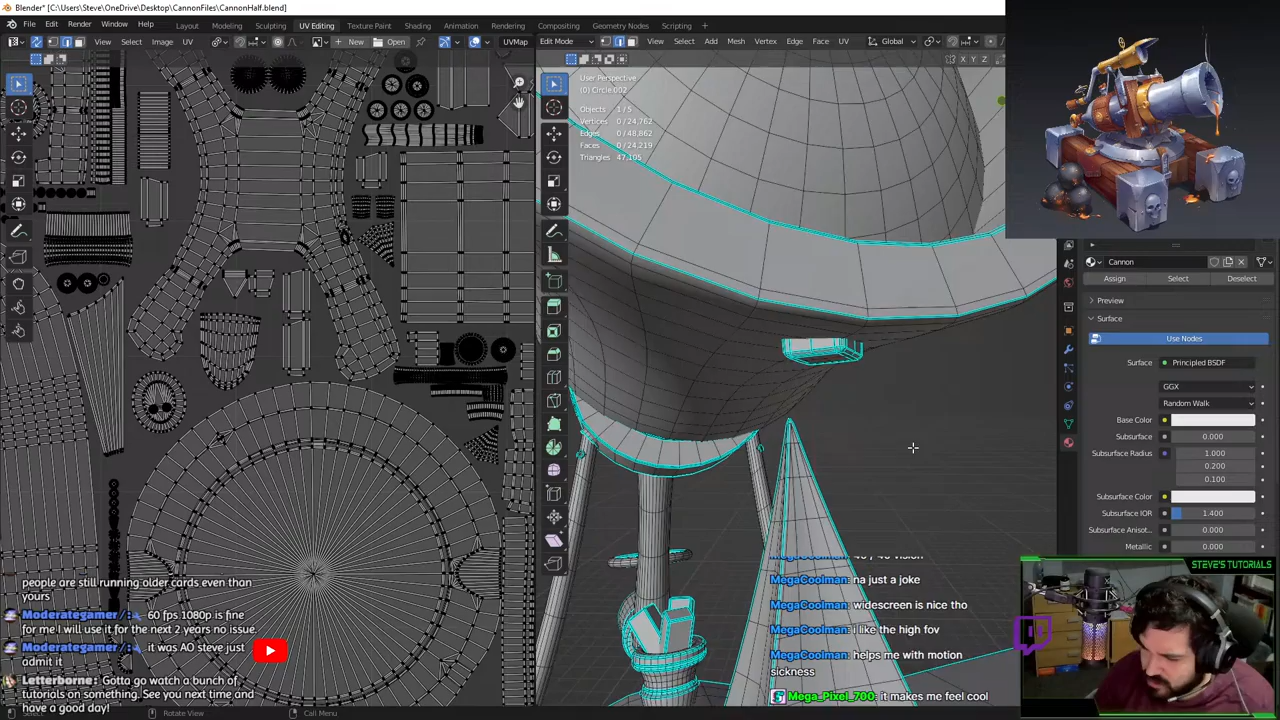 Blender* [C:\Users\Steve\OneDrive\Desktop\CannonFiles\CannonHalf.blend]
File Edit Render Window Help Layout Modeling Sculpting UV Editing Texture Paint Shading Animation Rendering Compositing Geometry Nodes Scripting
View Select Image UV New Open UVMap
Edit Mode View Select Add Mesh Vertex Edge Face UV Global
X Y Z
User Perspective
(0) Circle.002
Objects 1 / 5
Vertices 0 / 24,762
Edges 0 / 48,862
Faces 0 / 24,219
Triangles 47,105
Cannon
Assign Select Deselect
Preview
Surface
Use Nodes
Surface Principled BSDF
GGX
Random Walk
Base Color
Subsurface 0.000
Subsurface Radius 1.000
0.200
0.100
Subsurface Color
Subsurface IOR 1.400
Subsurface Anisot.. 0.000
Metallic 0.000
people are still running older cards even than
yours
Moderategamer 60 fps 1080p is fine
for me I will use it for the next 2 years no issue
Moderategamer it was AO steve just
admit it
Letterborne: Gotta go watch a bunch of
tutorials on something. See you next time and
have a good day!
MegaCoolman: na just a joke
MegaCoolman: widescreen is nice tho
MegaCoolman: i like the high fov
MegaCoolman: helps me with motion
sickness
Mega_Pixel_700: it makes me feel cool
STEVE'S TUTORIALS
Select Rotate View Call Menu